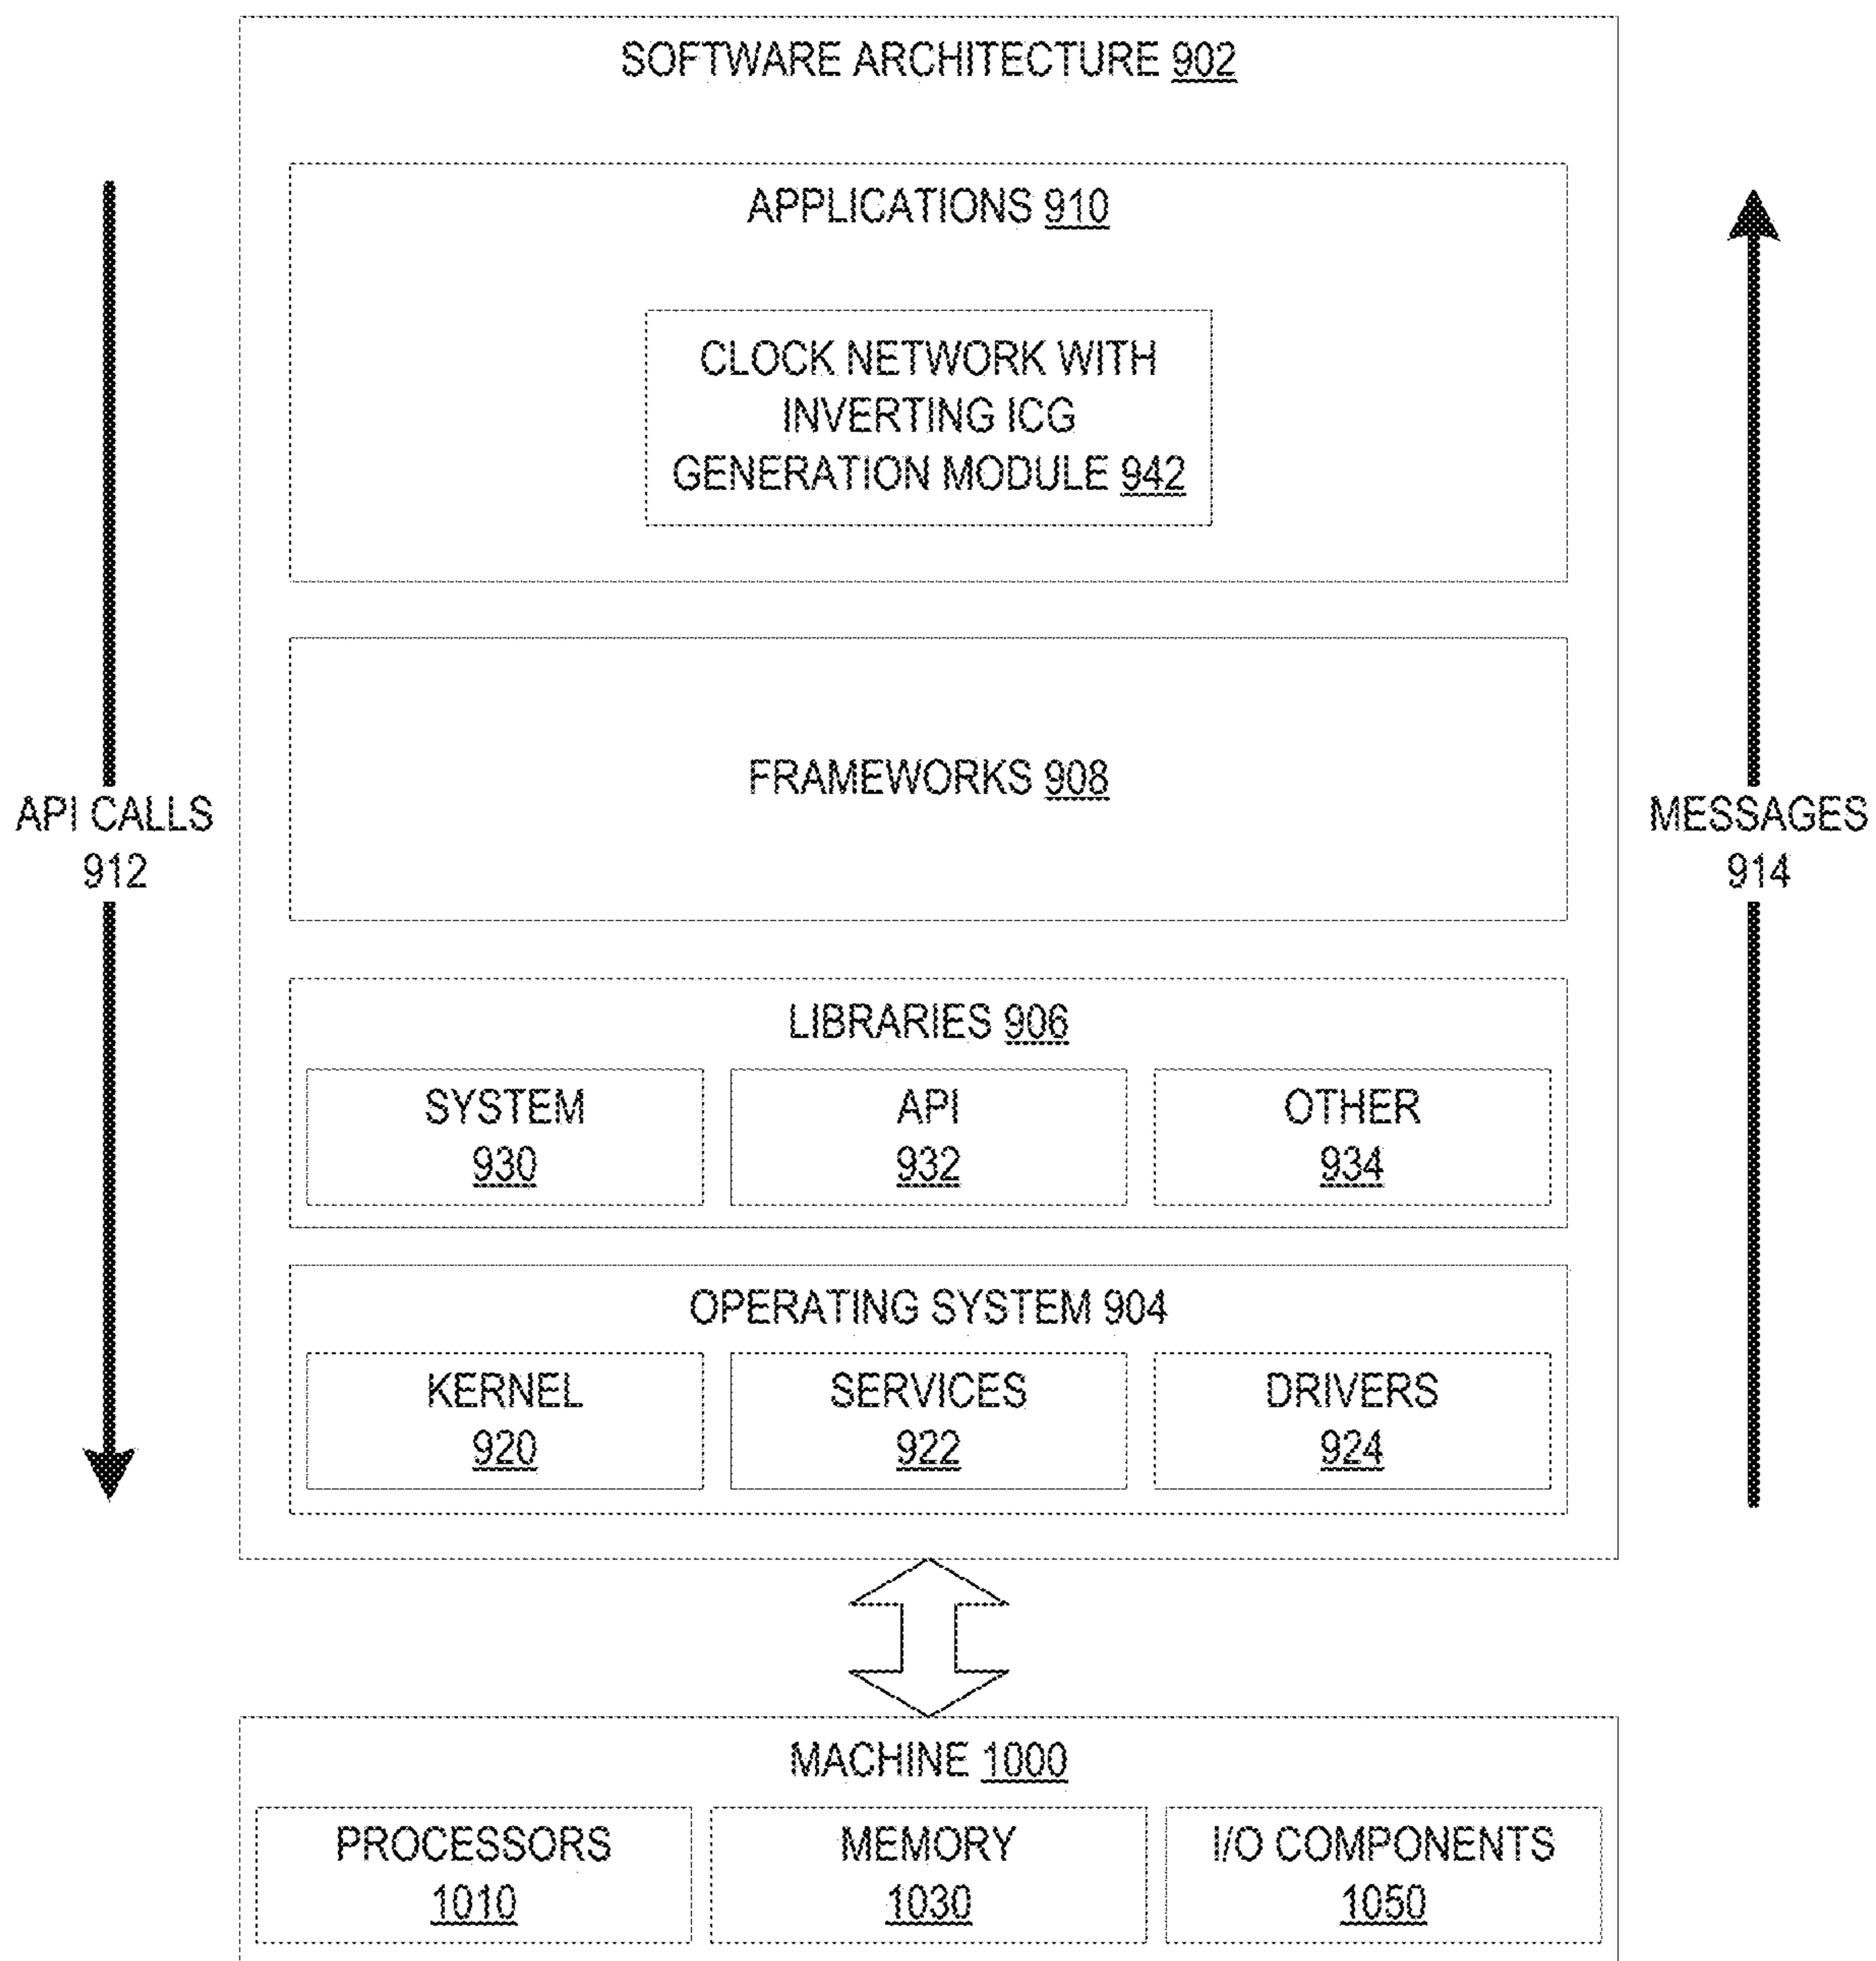 SOFTWARE ARCHITECTURE 902
APPLICATIONS 910
CLOCK NETWORK WITH
INVERTING ICG
GENERATION MODULE 942
FRAMEWORKS 908
API CALLS
912
MESSAGES
914
LIBRARIES 906
SYSTEM
930
API
932
OTHER
934
OPERATING SYSTEM 904
KERNEL
920
SERVICES
922
DRIVERS
924
MACHINE 1000
PROCESSORS
1010
MEMORY
1030
I/O COMPONENTS
1050